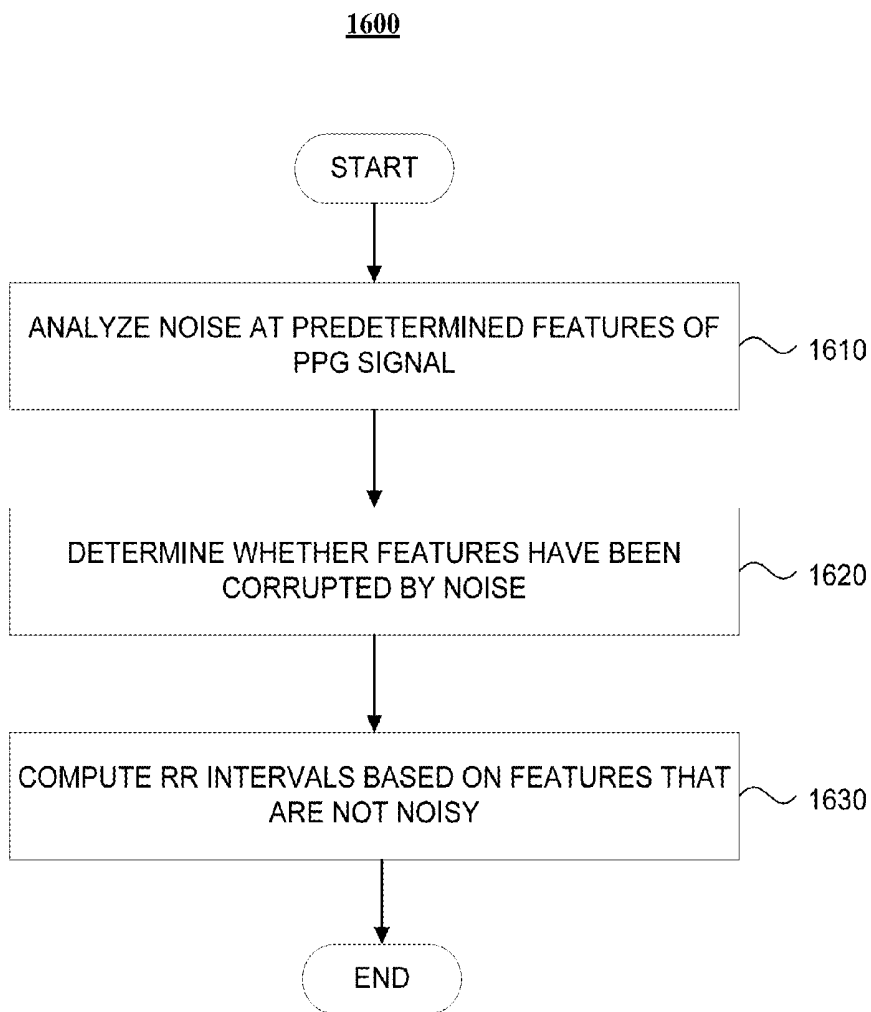 1600
START
ANALYZE NOISE AT PREDETERMINED FEATURES OF
PPG SIGNAL
1610
DETERMINE WHETHER FEATURES HAVE BEEN
CORRUPTED BY NOISE
1620
COMPUTE RR INTERVALS BASED ON FEATURES THAT
ARE NOT NOISY
1630
END